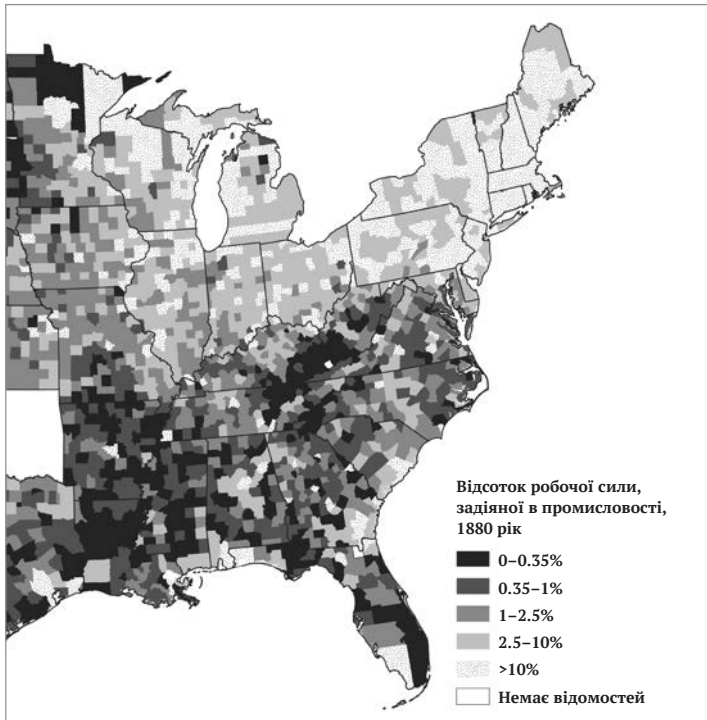 Відсоток робочої сили,
задіяної в промисловості,
1880 рік
0–0.35%
0.35–1%
1–2.5%
2.5–10%
>10%
Немає відомостей